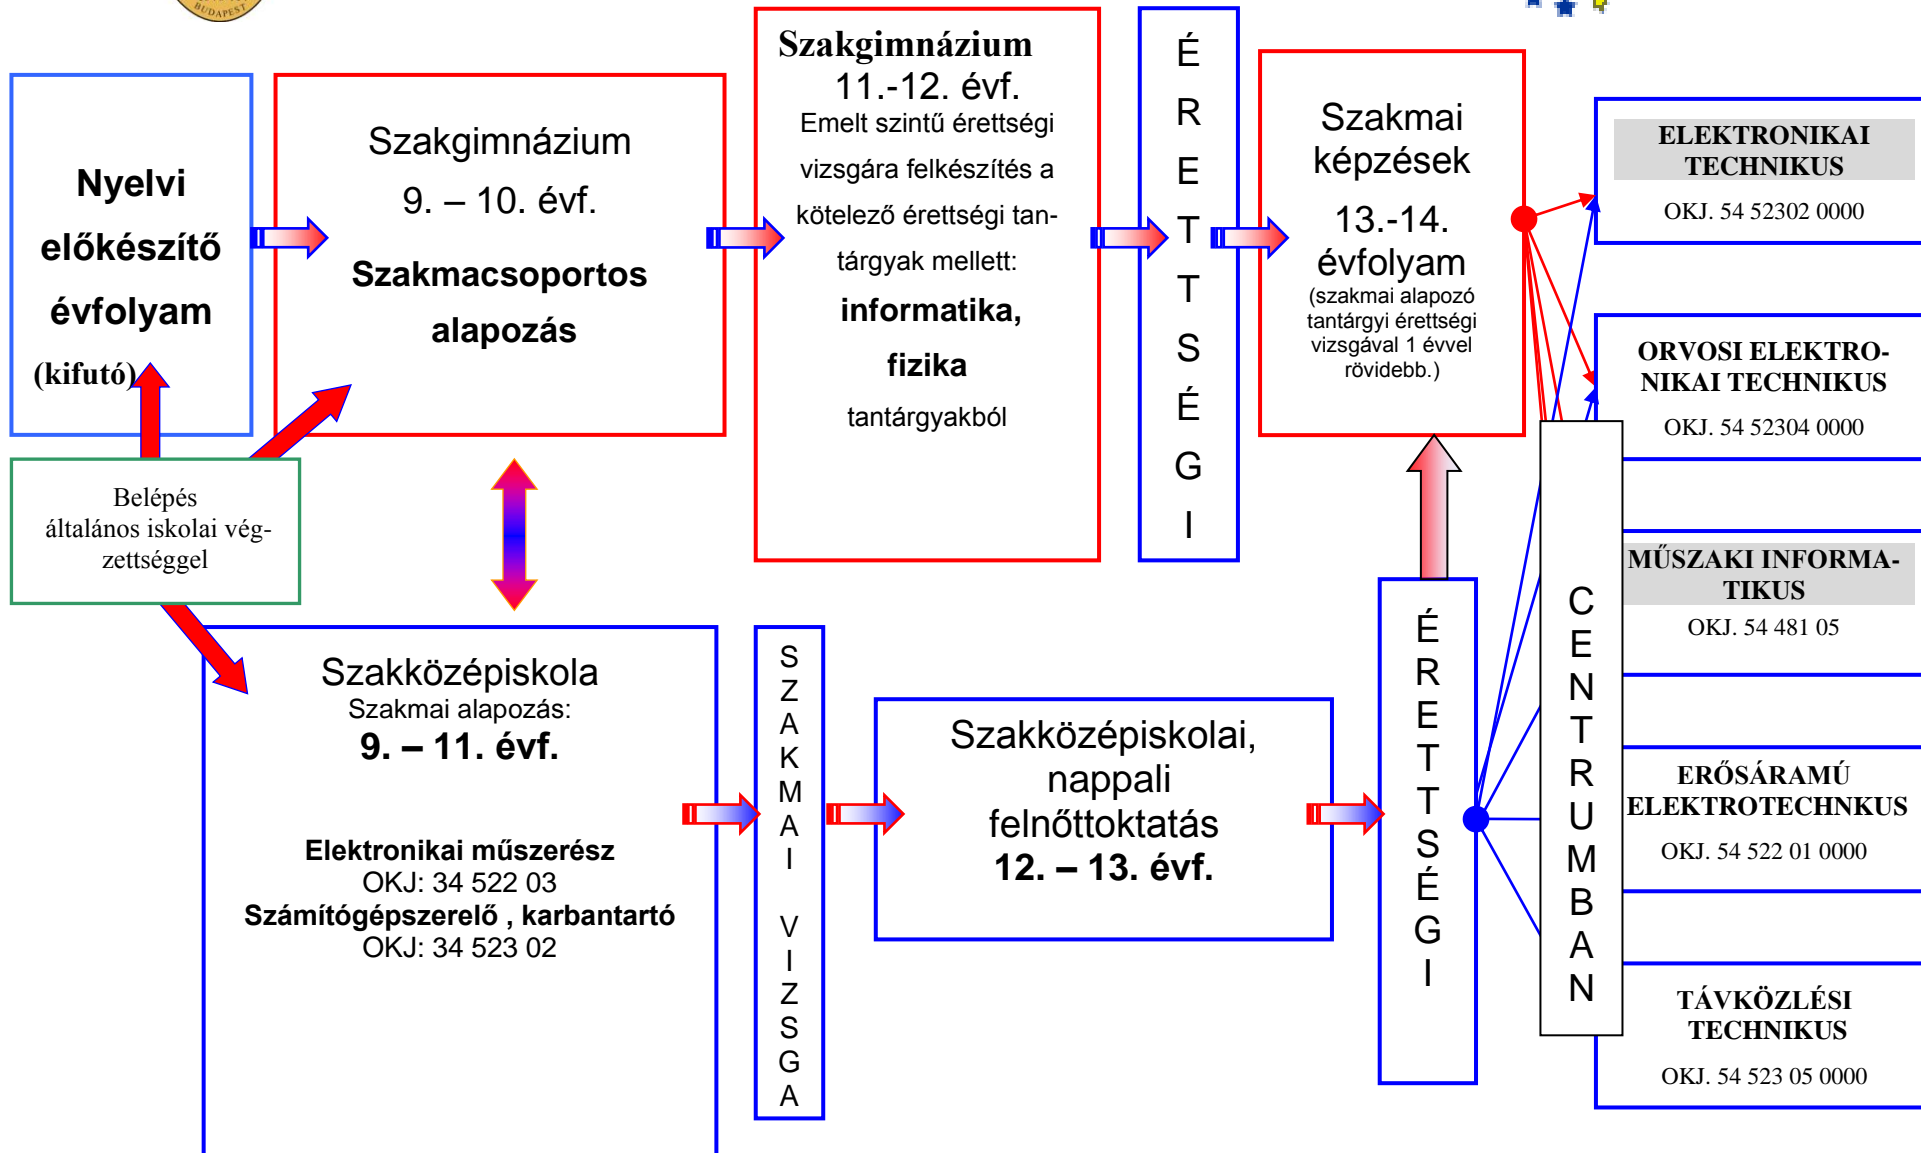 BUDAPEST
Nyelvi
előkészítő
évfolyam
(kifutó)
Szakgimnázium
9. – 10. évf.
Szakmacsoportos
alapozás
Szakgimnázium
11.-12. évf.
Emelt szintű érettségi
vizsgára felkészítés a
kötelező érettségi tan-
tárgyak mellett:
informatika,
fizika
tantárgyakból
É
R
E
T
T
S
É
G
I
Szakmai
képzések
13.-14.
évfolyam
(szakmai alapozó
tantárgyi érettségi
vizsgával 1 évvel
rövidebb.)
ELEKTRONIKAI
TECHNIKUS
OKJ. 54 52302 0000
ORVOSI ELEKTRO-
NIKAI TECHNIKUS
OKJ. 54 52304 0000
MŰSZAKI INFORMA-
TIKUS
OKJ. 54 481 05
ERŐSÁRAMÚ
ELEKTROTECHNKUS
OKJ. 54 522 01 0000
TÁVKÖZLÉSI
TECHNIKUS
OKJ. 54 523 05 0000
Belépés
általános iskolai vég-
zettséggel
Szakközépiskola
Szakmai alapozás:
9. – 11. évf.
Elektronikai műszerész
OKJ: 34 522 03
Számítógépszerelő , karbantartó
OKJ: 34 523 02
S
Z
A
K
M
A
I
V
I
Z
S
G
A
Szakközépiskolai,
nappali
felnőttoktatás
12. – 13. évf.
É
R
E
T
T
S
É
G
I
C
E
N
T
R
U
M
B
A
N